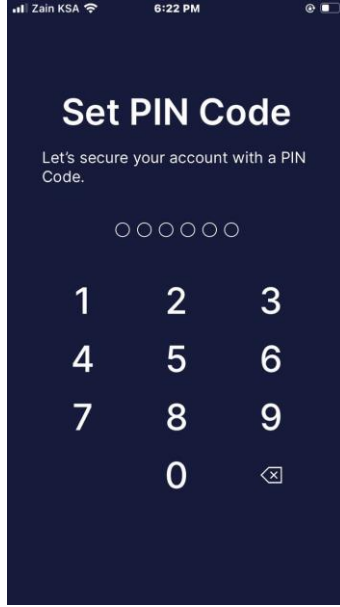 Zain KSA 6:22 PM
Set PIN Code
Let's secure your account with a PIN
Code.
1 2 3
4 5 6
7 8 9
0